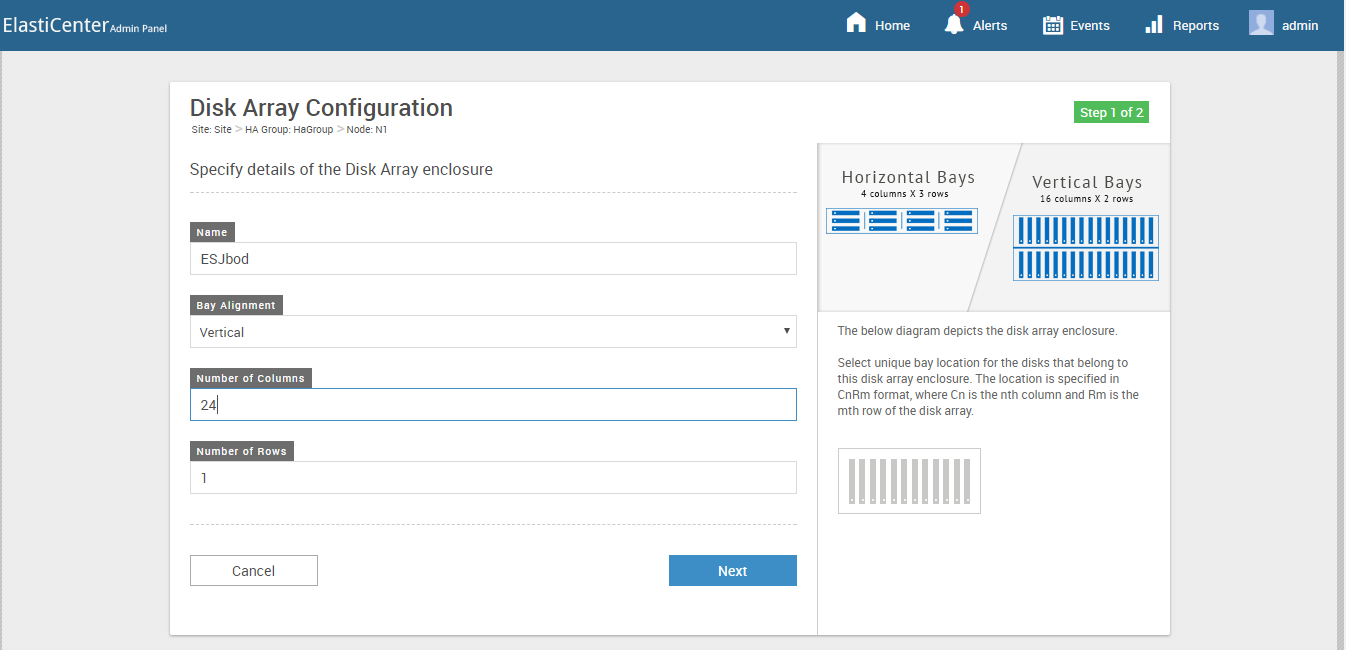 ElastiCenter Admin Panel
Home
1
Alerts
Events
Reports
admin
Disk Array Configuration
Site: Site > HA Group: HaGroup > Node: N1
Step 1 of 2
Specify details of the Disk Array enclosure
Name
ESJbod
Bay Alignment
Vertical
Number of Columns
24
Number of Rows
1
Cancel
Next
Horizontal Bays
4 columns X 3 rows
Vertical Bays
16 columns X 2 rows
The below diagram depicts the disk array enclosure.
Select unique bay location for the disks that belong to
this disk array enclosure. The location is specified in
CnRm format, where Cn is the nth column and Rm is the
mth row of the disk array.